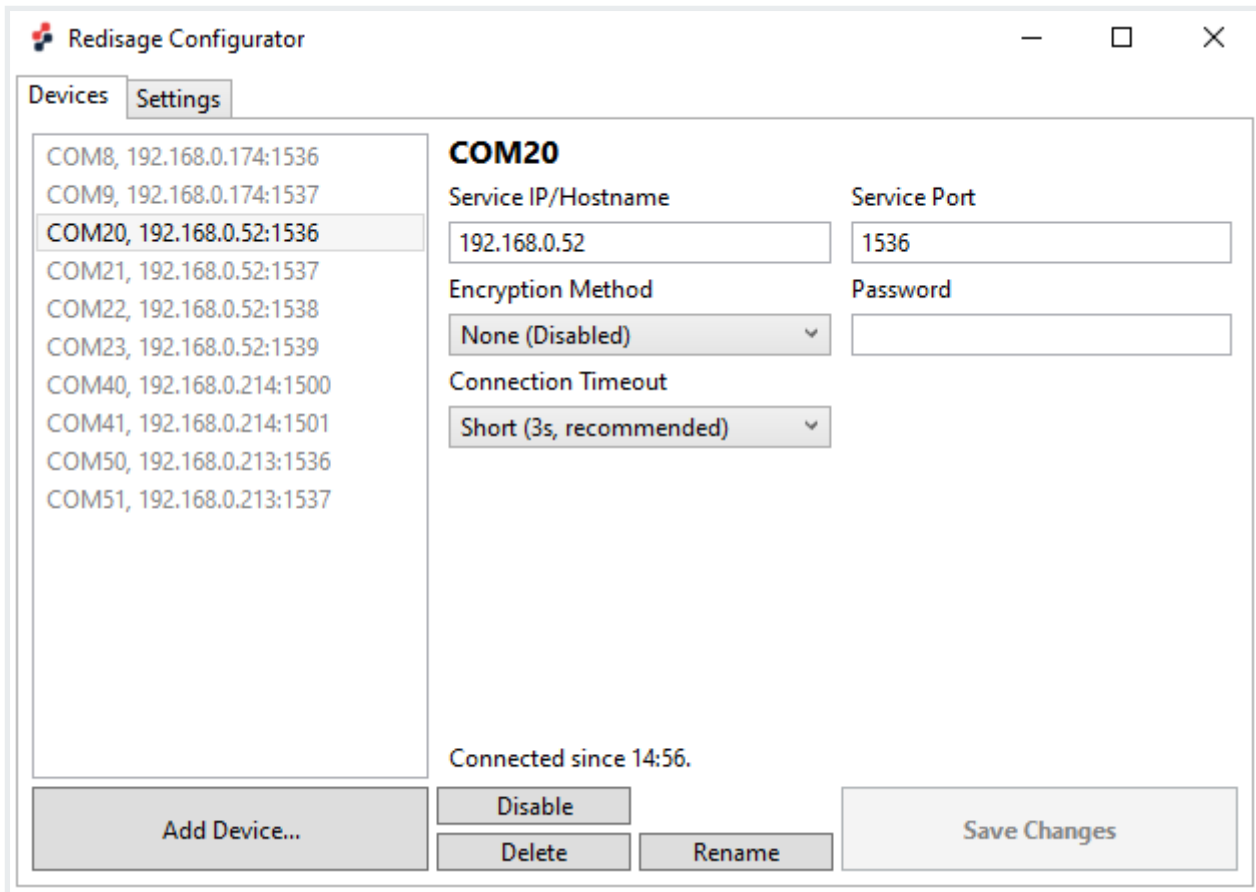 Redisage Configurator
Devices
Settings
COM8, 192.168.0.174:1536
COM9, 192.168.0.174:1537
COM20, 192.168.0.52:1536
COM21, 192.168.0.52:1537
COM22, 192.168.0.52:1538
COM23, 192.168.0.52:1539
COM40, 192.168.0.214:1500
COM41, 192.168.0.214:1501
COM50, 192.168.0.213:1536
COM51, 192.168.0.213:1537
Add Device...
COM20
Service IP/Hostname
Service Port
192.168.0.52
1536
Encryption Method
Password
None (Disabled)
Connection Timeout
Short (3s, recommended)
Connected since 14:56.
Disable
Delete
Rename
Save Changes